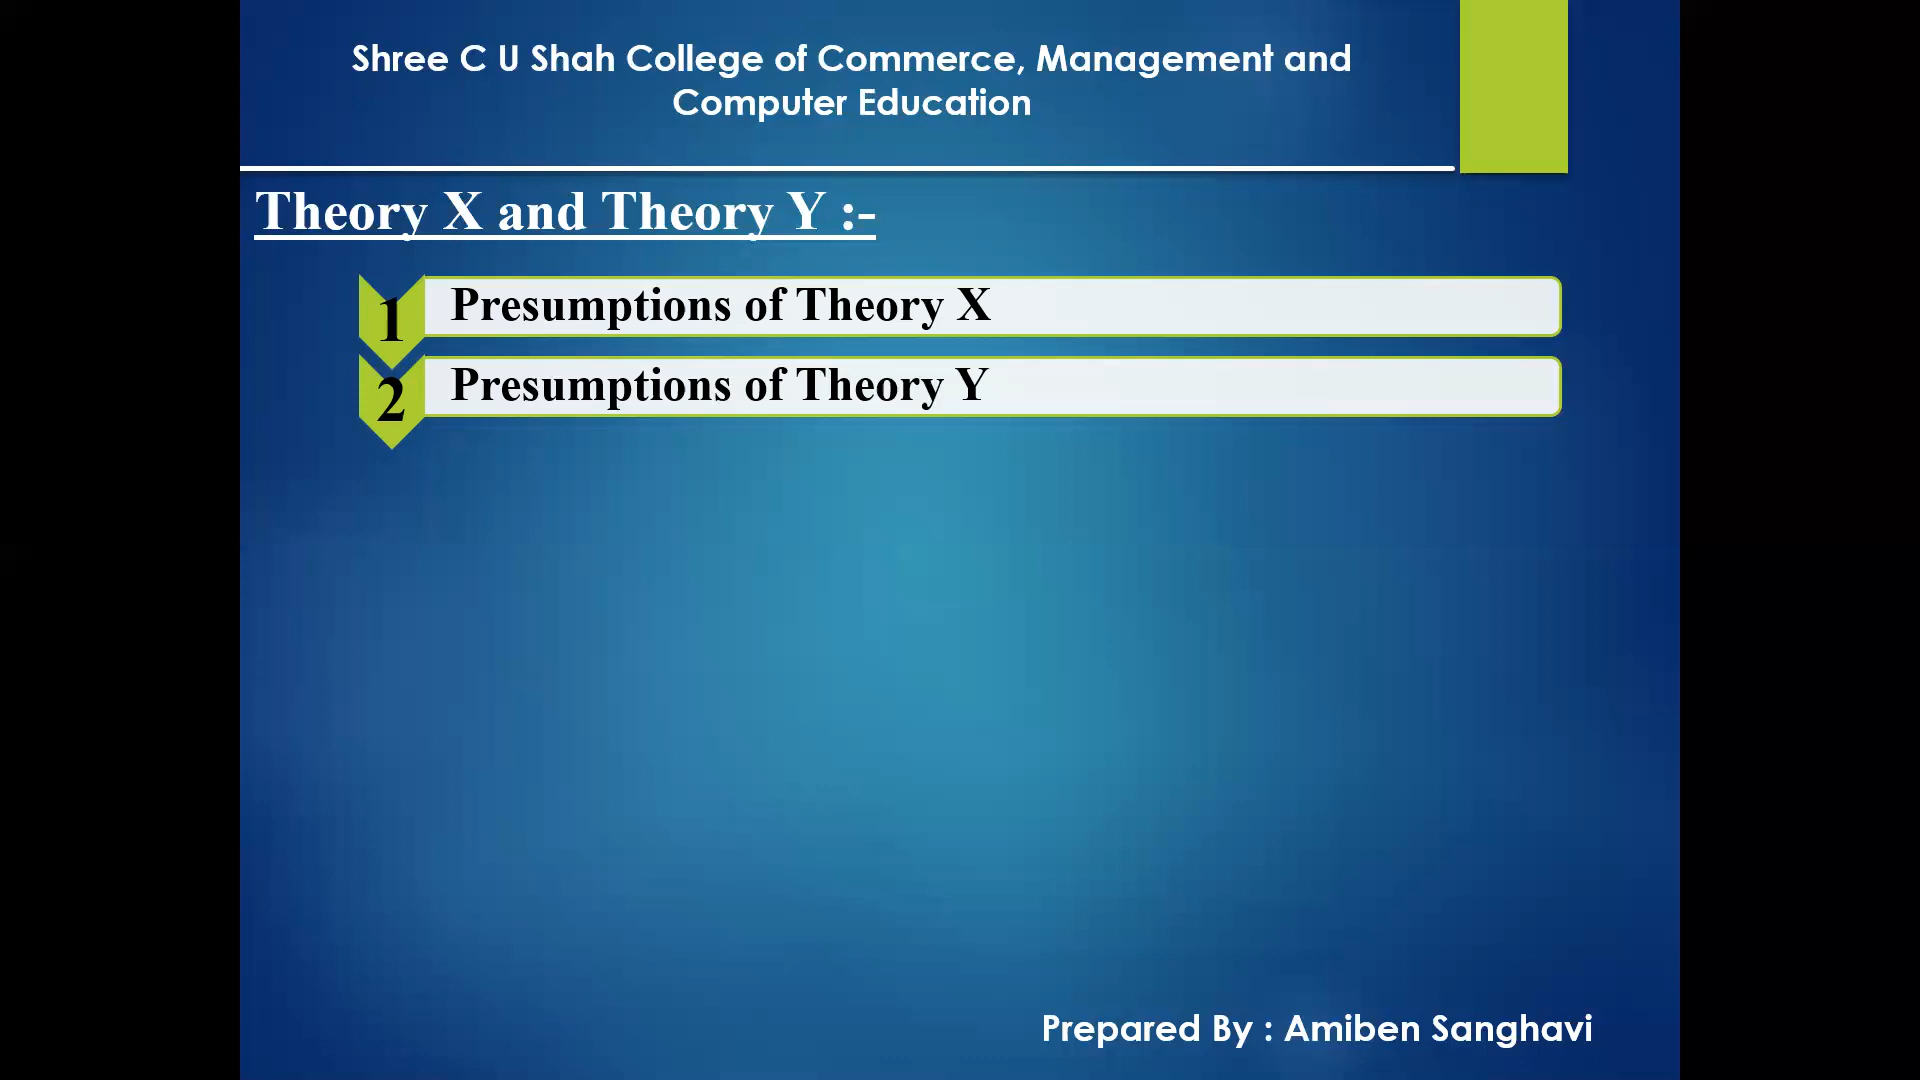 Shree C U Shah College of Commerce, Management and
Computer Education
Theory X and Theory Y :-
1 Presumptions of Theory X
2 Presumptions of Theory Y
Prepared By : Amiben Sanghavi